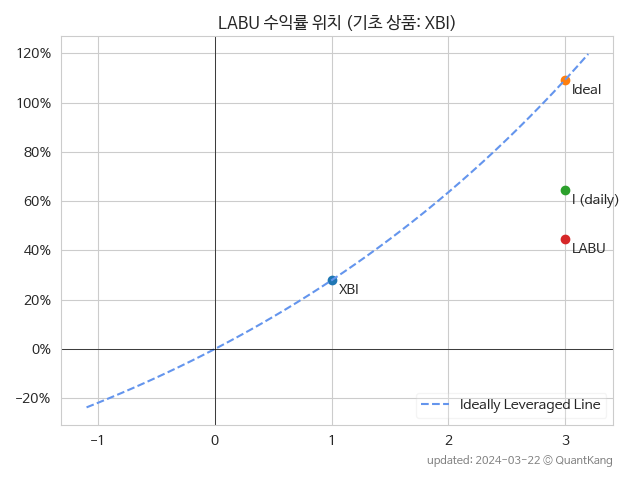 LABU 수익률 위치 (기초 상품: XBI)
120%
100%
80%
60%
40%
20%
0%
−20%
Ideal
I (daily)
LABU
XBI
Ideally Leveraged Line
−1 0 1 2 3
updated: 2024-03-22 © QuantKang